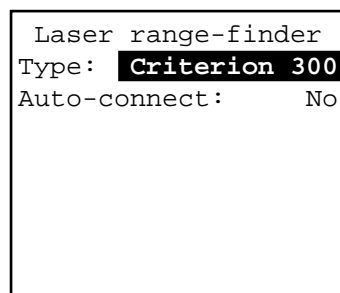 Laser range-finder
Type: Criterion 300
Auto-connect: No